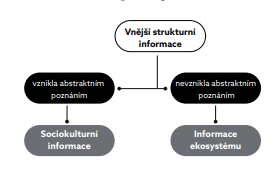 Vnější strukturní
informace
vznikla abstraktním
poznáním
nevznikla abstraktním
poznáním
Sociokulturní
informace
Informace
ekosystému